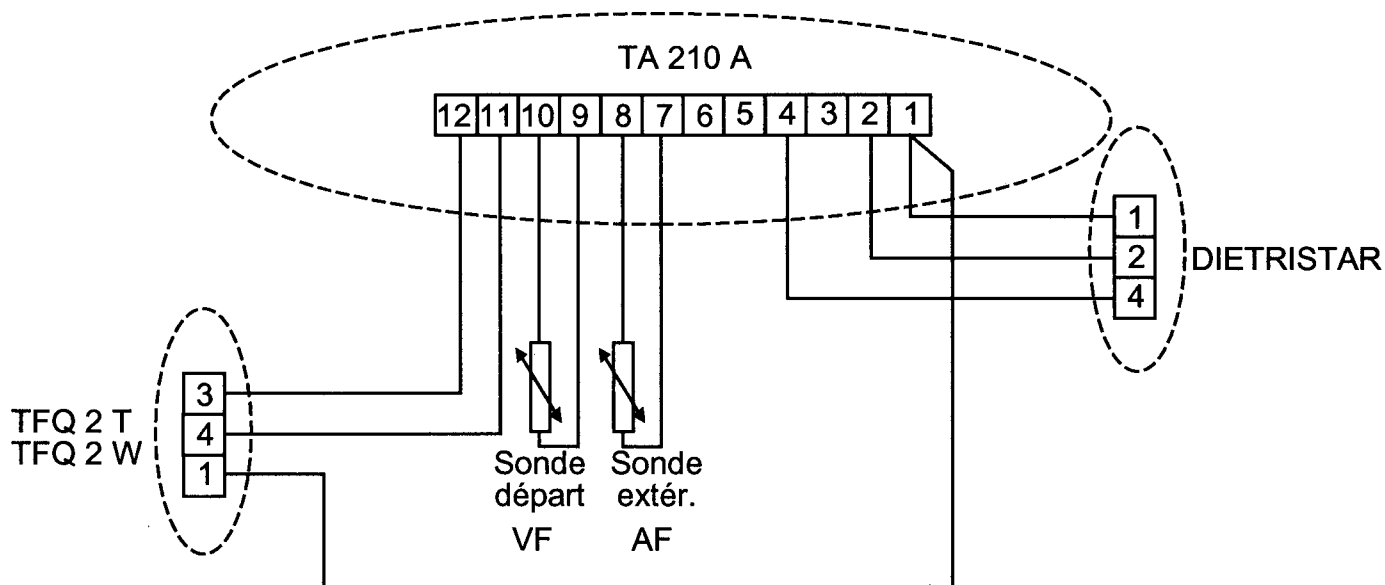 TA 210 A
12 11 10 9 8 7 6 5 4 3 2 1
1
2
4
DIETRISTAR
TFQ 2 T
TFQ 2 W
3
4
1
Sonde
départ
VF
Sonde
extér.
AF